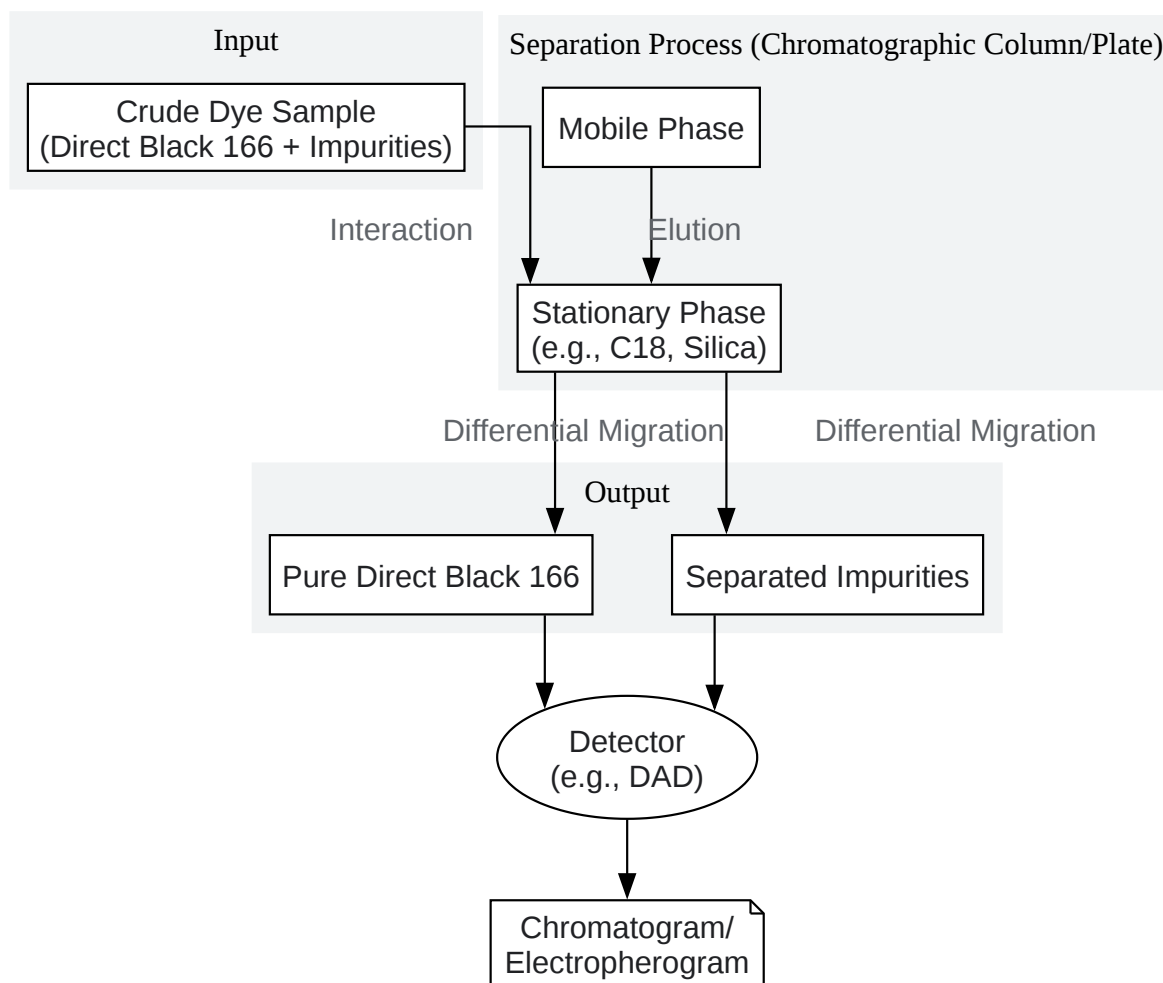 Input
Separation Process (Chromatographic Column/Plate)
Crude Dye Sample
(Direct Black 166 + Impurities)
Mobile Phase
Interaction
Elution
Stationary Phase
(e.g., C18, Silica)
Differential Migration
Differential Migration
Output
Pure Direct Black 166
Separated Impurities
Detector
(e.g., DAD)
Chromatogram/
Electropherogram